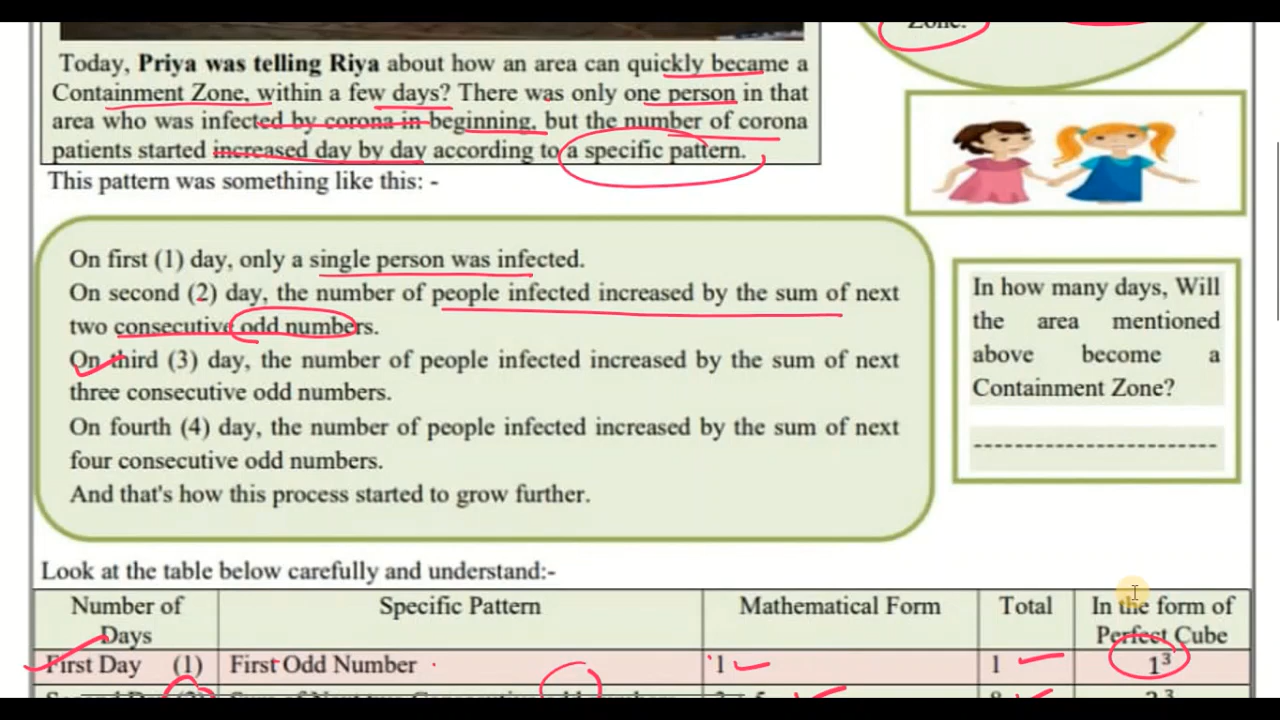 Zone.
Today, Priya was telling Riya about how an area can quickly became a
Containment Zone, within a few days? There was only one person in that
area who was infected by corona in beginning, but the number of corona
patients started increased day by day according to a specific pattern.
This pattern was something like this: -
On first (1) day, only a single person was infected.
On second (2) day, the number of people infected increased by the sum of next
two consecutive odd numbers.
On third (3) day, the number of people infected increased by the sum of next
three consecutive odd numbers.
On fourth (4) day, the number of people infected increased by the sum of next
four consecutive odd numbers.
And that's how this process started to grow further.
In how many days, Will
the area mentioned
above become a
Containment Zone?
Look at the table below carefully and understand:-
Number of Days Specific Pattern Mathematical Form Total In the form of Perfect Cube
First Day (1) First Odd Number 1 1 1³